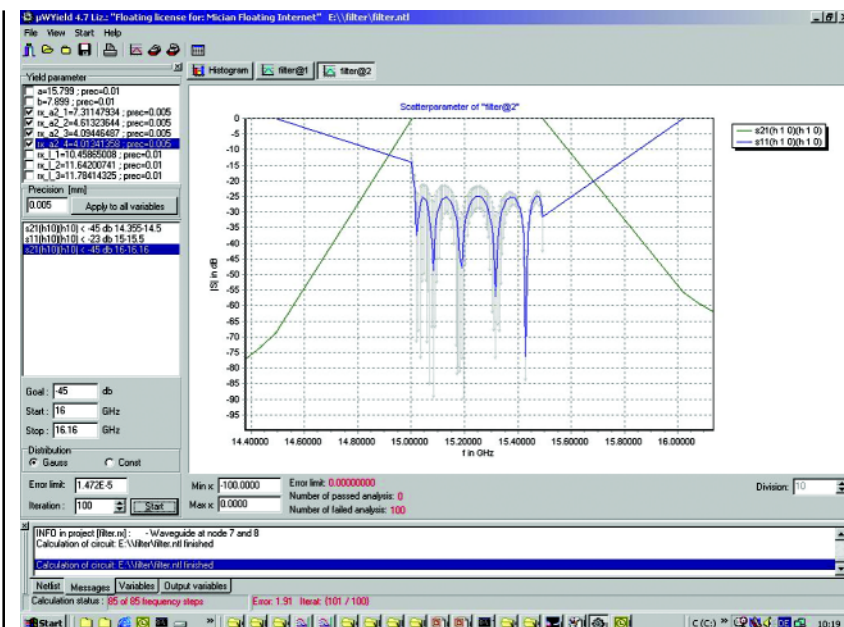 µWYield 4.7 Liz.: "Floating license for: Mician Floating Internet" E:\\filter\filter.ntl
File View Start Help
Histogram filter@1 filter@2
Yield parameter
a=15.799 ; prec=0.01
b=7.899 ; prec=0.01
rx_a2_1=7.31147934 ; prec=0.005
rx_a2_2=4.61323644 ; prec=0.005
rx_a2_3=4.09446487 ; prec=0.005
rx_a2_4=4.01341358 ; prec=0.005
rx_l_1=10.45865008 ; prec=0.01
rx_l_2=11.64200741 ; prec=0.01
rx_l_3=11.78414325 ; prec=0.01
Precision [mm]
0.005 Apply to all variables
s21(h10)(h10) < -45 db 14.355-14.5
s11(h10)(h10) < -23 db 15-15.5
s21(h10)(h10) < -45 db 16-16.16
Goal: -45 db
Start: 16 GHz
Stop: 16.16 GHz
Distribution
Gauss Const
Error limit: 1.472E-5
Iteration: 100 Start
Scatterparameter of "filter@2"
s21(h 1 0)(h 1 0)
s11(h 1 0)(h 1 0)
0
-5
-10
-15
-20
-25
-30
-35
-40
-45
-50
-55
-60
-65
-70
-75
-80
-85
-90
-95
|S| in dB
14.40000 14.60000 14.80000 15.00000 15.20000 15.40000 15.60000 15.80000 16.00000
f in GHz
Min x: -100.0000
Max x: 0.0000
Error limit: 0.00000000
Number of passed analysis: 0
Number of failed analysis: 100
Division: 10
INFO in project [filter.rx] : - Waveguide at node 7 and 8
Calculation of circuit: E:\\filter\filter.ntl finished
Calculation of circuit: E:\\filter\filter.ntl finished
Netlist Messages Variables Output variables
Calculation status : 85 of 85 frequency steps Error: 1.91 Iterat: (101 / 100)
Start C (C:) » DE 10:19